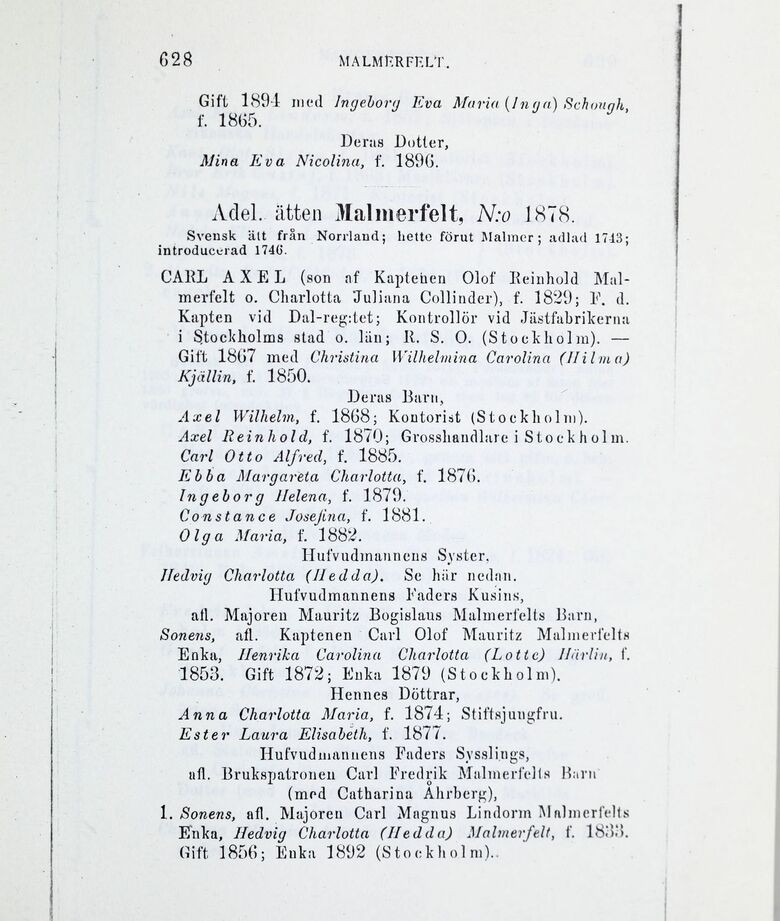 628
MALMERFELT.
Gift 1894 med Ingeborg Eva Maria (Inga) Schough,
f. 1865.
Deras Dotter,
Mina Eva Nicolina, f. 1896.
Adel. ätten Malmerfelt, N:o 1878.
Svensk ätt från Norrland; hette förut Malmer; adlad 1743;
introducerad 1746.
CARL AXEL (son af Kaptenen Olof Reinhold Mal-
merfelt o. Charlotta Juliana Collinder), f. 1829; F. d.
Kapten vid Dal-reg:tet; Kontrollör vid Jästfabrikerna
i Stockholms stad o. län; R. S. O. (Stockholm). —
Gift 1867 med Christina Wilhelmina Carolina (Hilma)
Kjällin, f. 1850.
Deras Barn,
Axel Wilhelm, f. 1868; Kontorist (Stockholm).
Axel Reinhold, f. 1870; Grosshandlare i Stockholm.
Carl Otto Alfred, f. 1885.
Ebba Margareta Charlotta, f. 1876.
Ingeborg Helena, f. 1879.
Constance Josefina, f. 1881.
Olga Maria, f. 1882.
Hufvudmannens Syster,
Hedvig Charlotta (Hedda). Se här nedan.
Hufvudmannens Faders Kusins,
afl. Majoren Mauritz Bogislaus Malmerfelts Barn,
Sonens, afl. Kaptenen Carl Olof Mauritz Malmerfelts
Enka, Henrika Carolina Charlotta (Lotte) Härlin, f.
1853. Gift 1872; Enka 1879 (Stockholm).
Hennes Döttrar,
Anna Charlotta Maria, f. 1874; Stiftsjungfru.
Ester Laura Elisabeth, f. 1877.
Hufvudmannens Faders Sysslings,
afl. Brukspatronen Carl Fredrik Malmerfelts Barn
(med Catharina Åhrberg),
1. Sonens, afl. Majoren Carl Magnus Lindorm Malmerfelts
Enka, Hedvig Charlotta (Hedda) Malmerfelt, f. 1833.
Gift 1856; Enka 1892 (Stockholm).